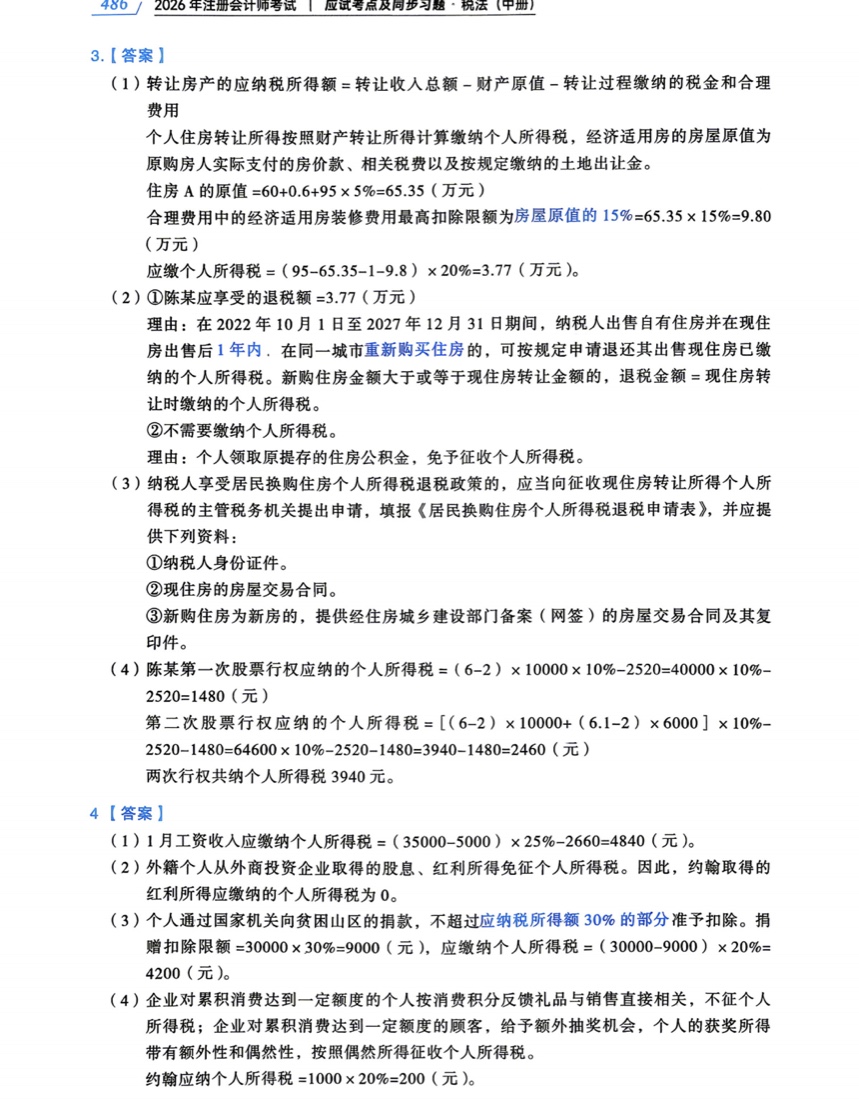 486 / 2026年注册会计师考试 | 应试考点及同步习题·税法（中册）
3.【答案】
（1）转让房产的应纳税所得额=转让收入总额-财产原值-转让过程缴纳的税金和合理
费用
个人住房转让所得按照财产转让所得计算缴纳个人所得税，经济适用房的房屋原值为
原购房人实际支付的房价款、相关税费以及按规定缴纳的土地出让金。
住房A的原值=60+0.6+95×5%=65.35（万元）
合理费用中的经济适用房装修费用最高扣除限额为房屋原值的15%=65.35×15%=9.80
（万元）
应缴个人所得税=（95-65.35-1-9.8）×20%=3.77（万元）。
（2）①陈某应享受的退税额=3.77（万元）
理由：在2022年10月1日至2027年12月31日期间，纳税人出售自有住房并在现住
房出售后1年内．在同一城市重新购买住房的，可按规定申请退还其出售现住房已缴
纳的个人所得税。新购住房金额大于或等于现住房转让金额的，退税金额=现住房转
让时缴纳的个人所得税。
②不需要缴纳个人所得税。
理由：个人领取原提存的住房公积金，免予征收个人所得税。
（3）纳税人享受居民换购住房个人所得税退税政策的，应当向征收现住房转让所得个人所
得税的主管税务机关提出申请，填报《居民换购住房个人所得税退税申请表》，并应提
供下列资料：
①纳税人身份证件。
②现住房的房屋交易合同。
③新购住房为新房的，提供经住房城乡建设部门备案（网签）的房屋交易合同及其复
印件。
（4）陈某第一次股票行权应纳的个人所得税=（6-2）×10000×10%-2520=40000×10%-
2520=1480（元）
第二次股票行权应纳的个人所得税=[（6-2）×10000+（6.1-2）×6000]×10%-
2520-1480=64600×10%-2520-1480=3940-1480=2460（元）
两次行权共纳个人所得税3940元。
4【答案】
（1）1月工资收入应缴纳个人所得税=（35000-5000）×25%-2660=4840（元）。
（2）外籍个人从外商投资企业取得的股息、红利所得免征个人所得税。因此，约翰取得的
红利所得应缴纳的个人所得税为0。
（3）个人通过国家机关向贫困山区的捐款，不超过应纳税所得额30%的部分准予扣除。捐
赠扣除限额=30000×30%=9000（元），应缴纳个人所得税=（30000-9000）×20%=
4200（元）。
（4）企业对累积消费达到一定额度的个人按消费积分反馈礼品与销售直接相关，不征个人
所得税；企业对累积消费达到一定额度的顾客，给予额外抽奖机会，个人的获奖所得
带有额外性和偶然性，按照偶然所得征收个人所得税。
约翰应纳个人所得税=1000×20%=200（元）。